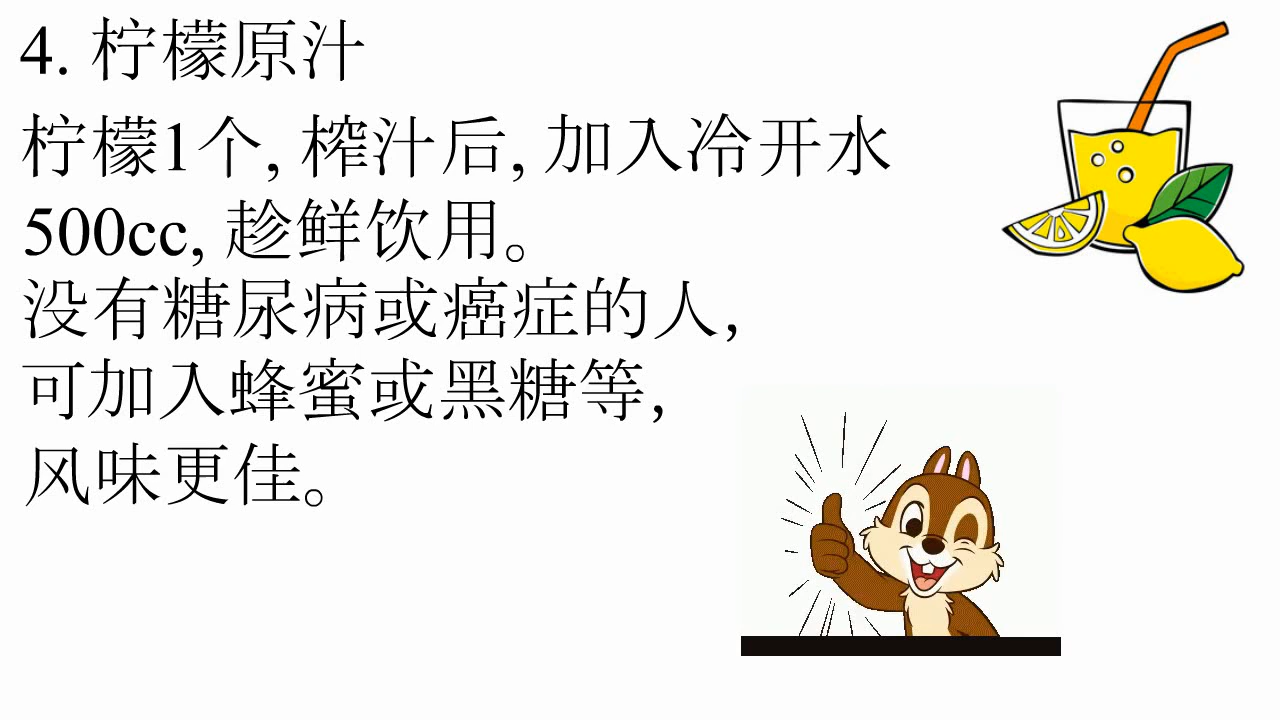 4. 柠檬原汁
柠檬1个, 榨汁后, 加入冷开水
500cc, 趁鲜饮用。
没有糖尿病或癌症的人,
可加入蜂蜜或黑糖等,
风味更佳。